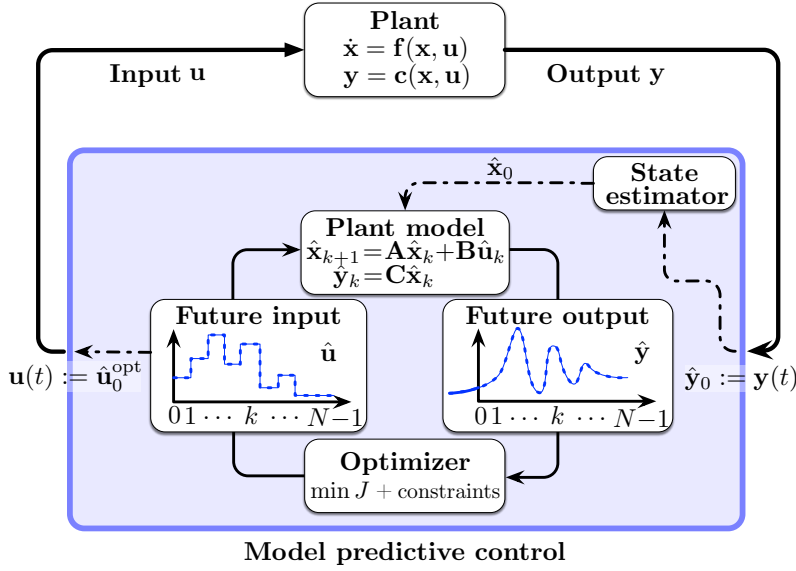 Plant
ẋ = f(x, u)
y = c(x, u)
Input u
Output y
State
estimator
x̂₀
Plant model
x̂ₖ₊₁=Ax̂ₖ+Bûₖ
ŷₖ=Cx̂ₖ
Future input
û
0 1 ⋯ k ⋯ N−1
Future output
ŷ
0 1 ⋯ k ⋯ N−1
u(t) := û₀ᵒᵖᵗ
ŷ₀ := y(t)
Optimizer
min J + constraints
Model predictive control